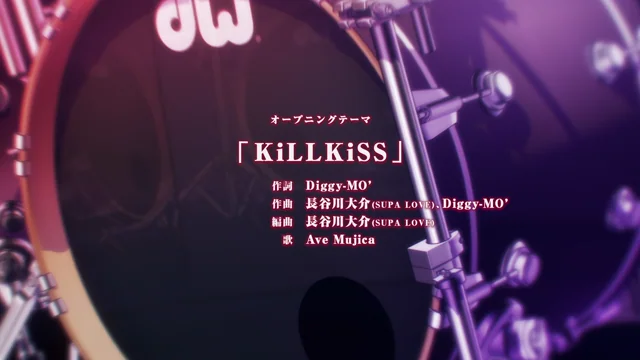 dw
オープニングテーマ
「KiLLKiSS」
作詞 Diggy-MO'
作曲 長谷川大介(SUPA LOVE)、Diggy-MO'
編曲 長谷川大介(SUPA LOVE)
歌 Ave Mujica